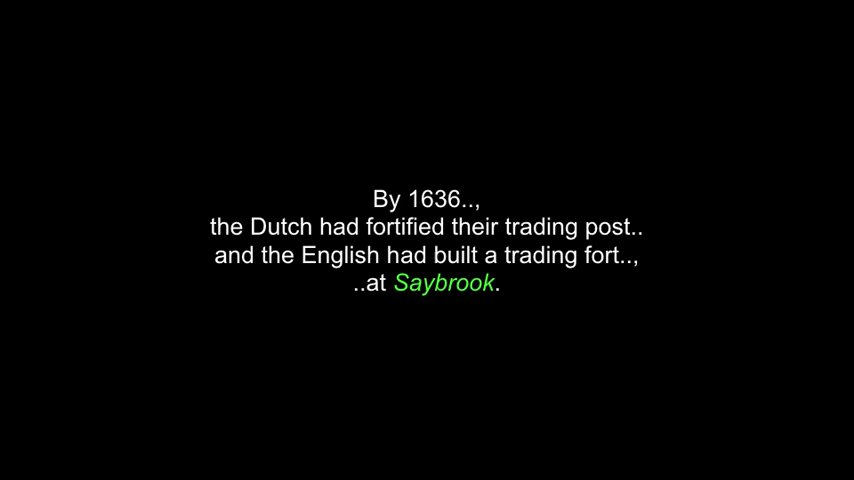 By 1636..,
the Dutch had fortified their trading post..
and the English had built a trading fort..,
..at Saybrook.